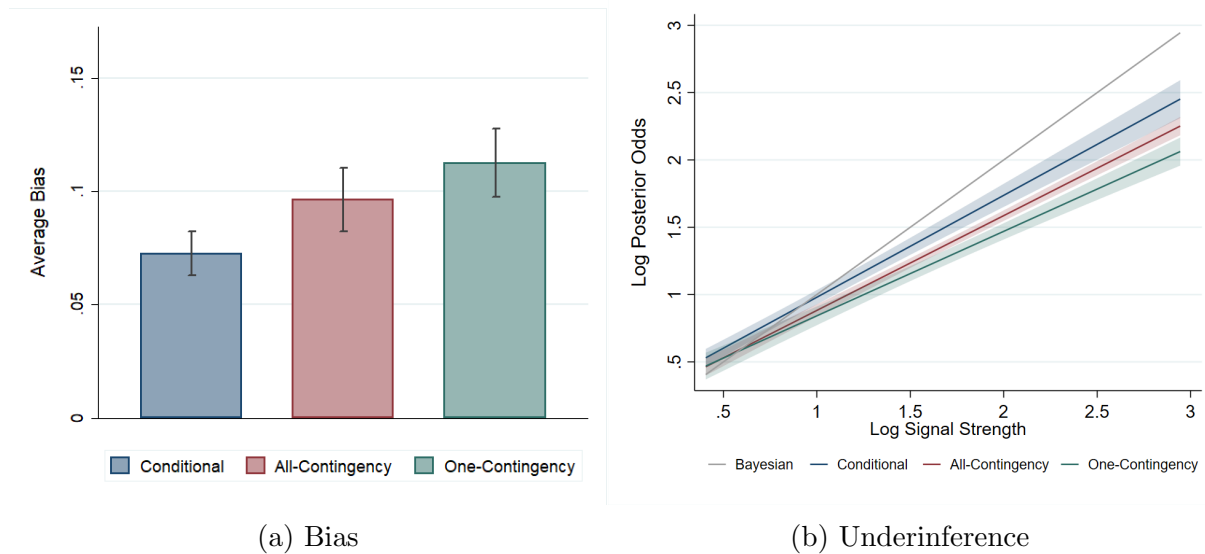 Average Bias
.15
.1
.05
0
Conditional
All-Contingency
One-Contingency
(a) Bias
Log Posterior Odds
3
2.5
2
1.5
1
.5
.5
1
1.5
2
2.5
3
Log Signal Strength
Bayesian
Conditional
All-Contingency
One-Contingency
(b) Underinference